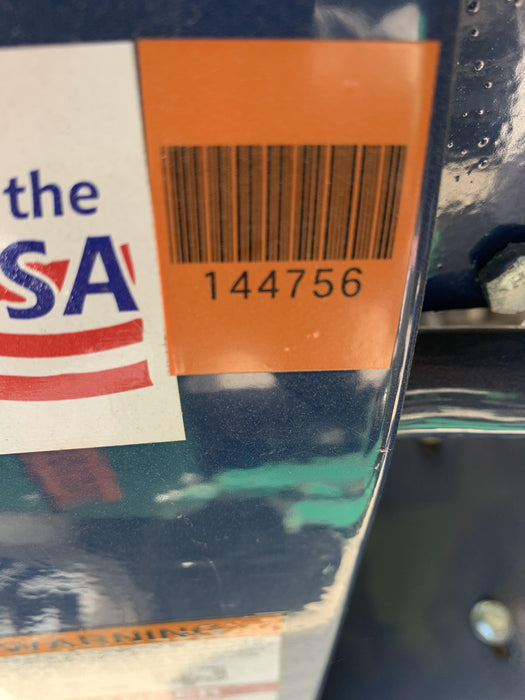 the
SA
144756
WARNING